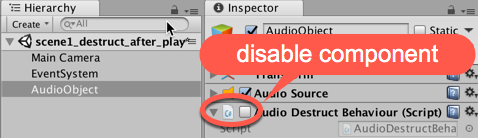 Hierarchy
Create
All
scene1_destruct_after_play
Main Camera
EventSystem
AudioObject
Inspector
AudioObject
Static
disable component
Audio Source
Audio Destruct Behaviour (Script)
Script
AudioDestructBeha